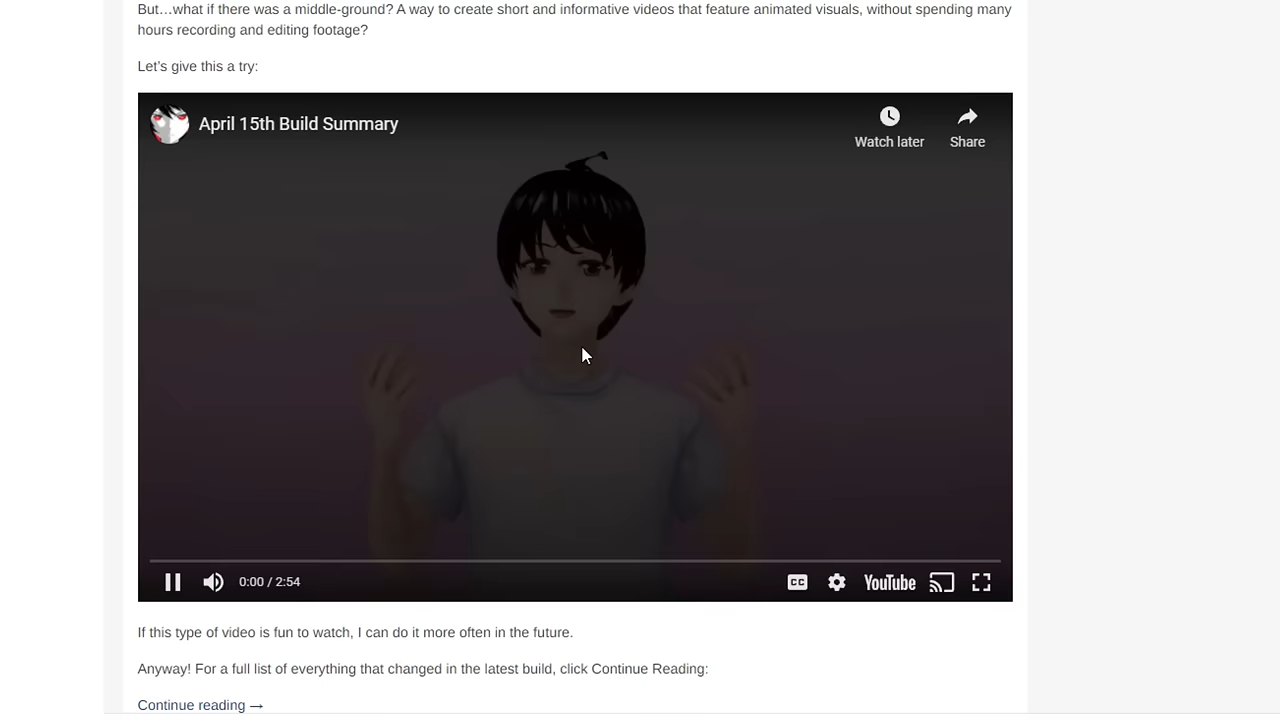 But…what if there was a middle-ground? A way to create short and informative videos that feature animated visuals, without spending many
hours recording and editing footage?
Let’s give this a try:
April 15th Build Summary
Watch later
Share
0:00 / 2:54
CC
YouTube
If this type of video is fun to watch, I can do it more often in the future.
Anyway! For a full list of everything that changed in the latest build, click Continue Reading:
Continue reading →